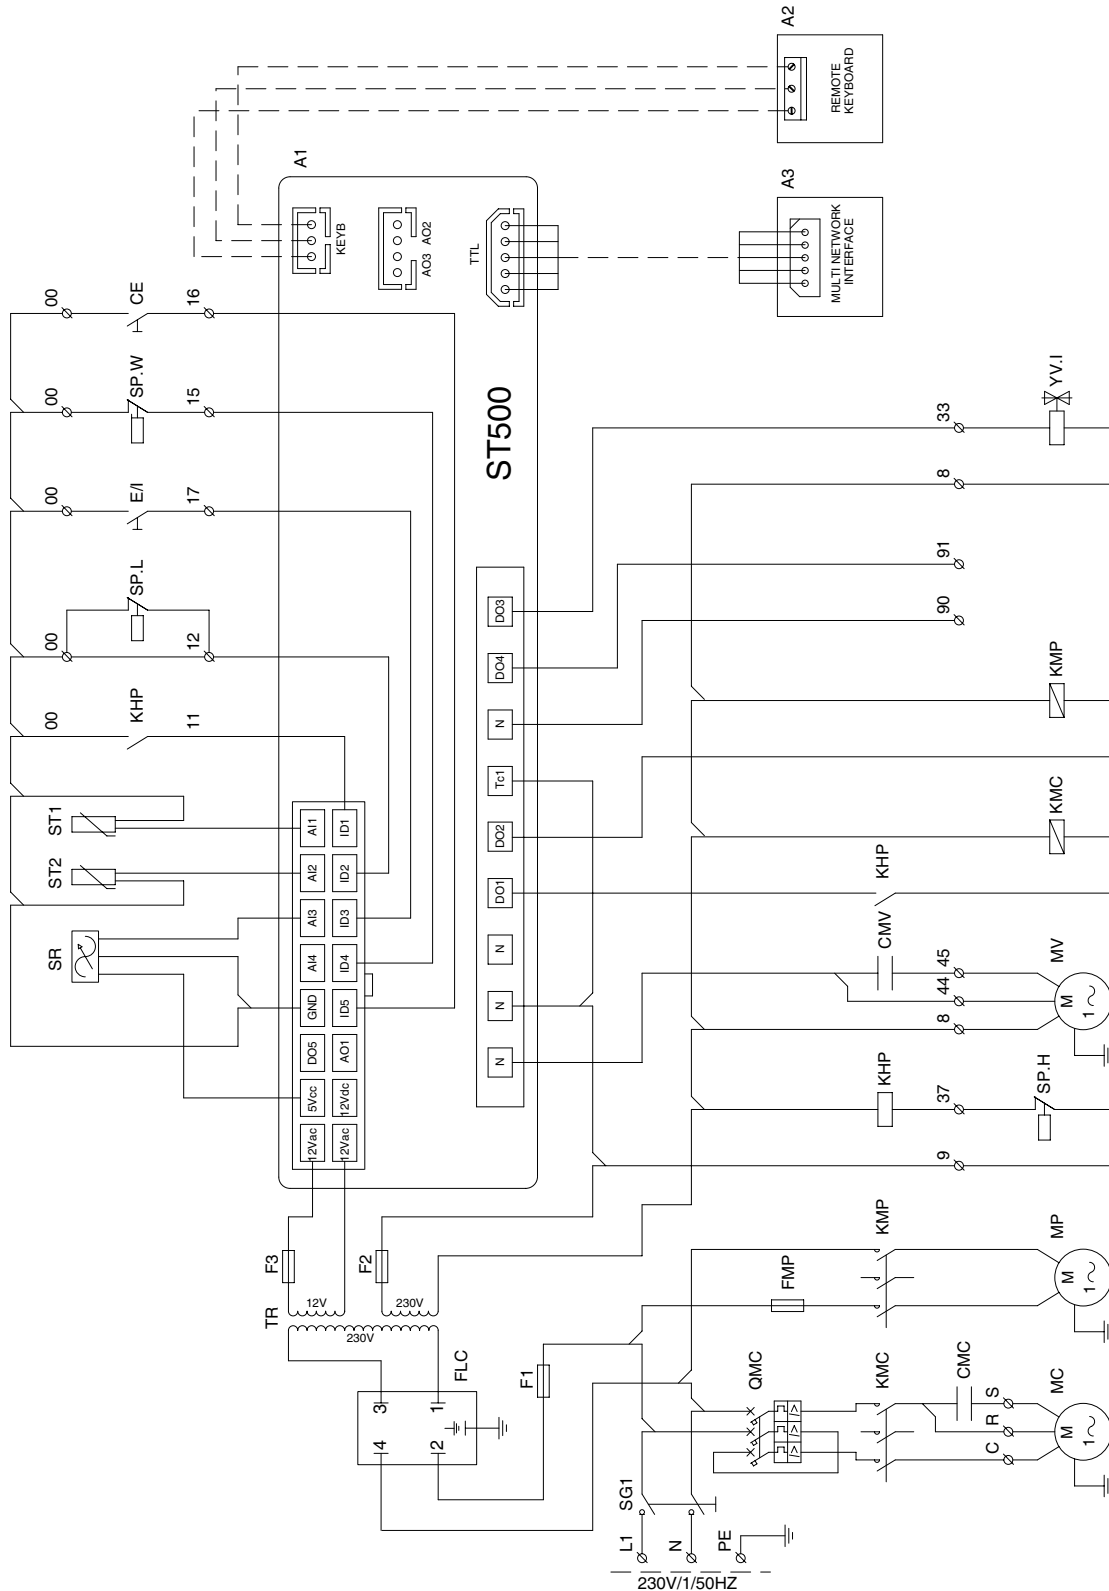 00
CE
16
00
SP.W
15
00
E/I
17
00
SP.L
12
00
KHP
11
ST1
ST2
SR
A1
KEYB
AO3 AO2
TTL
ST500
A2
REMOTE
KEYBOARD
A3
MULTI NETWORK
INTERFACE
12Vac
5Vcc
DO5
GND
AI4
AI3
AI2
AI1
12Vac
12Vdc
AO1
ID5
ID4
ID3
ID2
ID1
N
N
N
DO1
DO2
Tc1
N
DO4
DO3
TR
F3
12V
F2
230V
230V
FLC
3
1
4
2
F1
L1
N
PE
230V/1/50HZ
SG1
QMC
KMC
CMC
C
R
S
MC
M
1
FMP
KMP
MP
M
1
9
KHP
37
SP.H
8
44
45
CMV
MV
M
1
KHP
KMC
KMP
90
91
8
33
YV.I